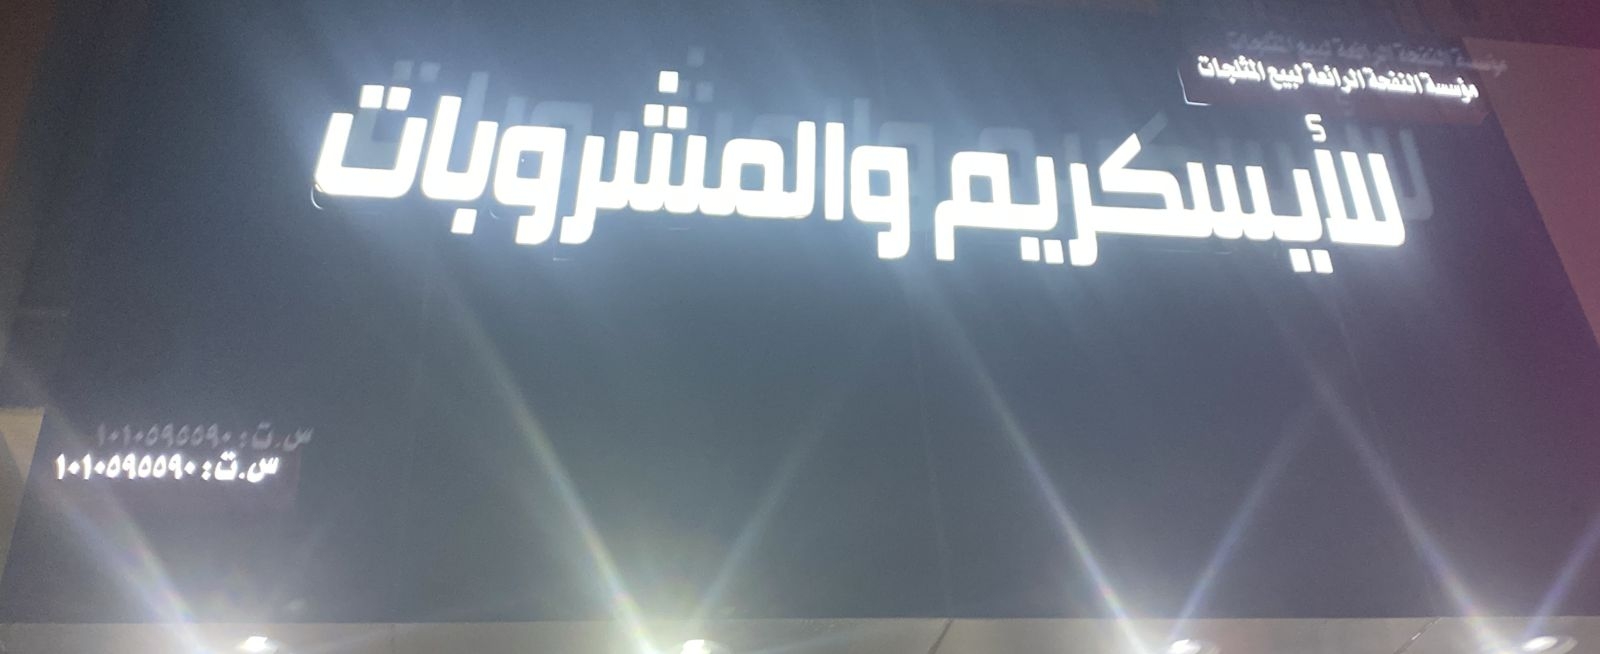 مؤسسة النفحة الرائعة لبيع المثلجات
للأيسكريم والمشروبات
س.ت: ١٠١٠٥٩٥٥٩٠